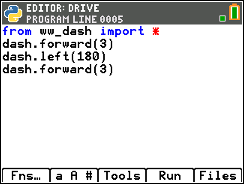 EDITOR: DRIVE
PROGRAM LINE 0005
from ww_dash import *
dash.forward(3)
dash.left(180)
dash.forward(3)
Fns… a A # Tools Run Files